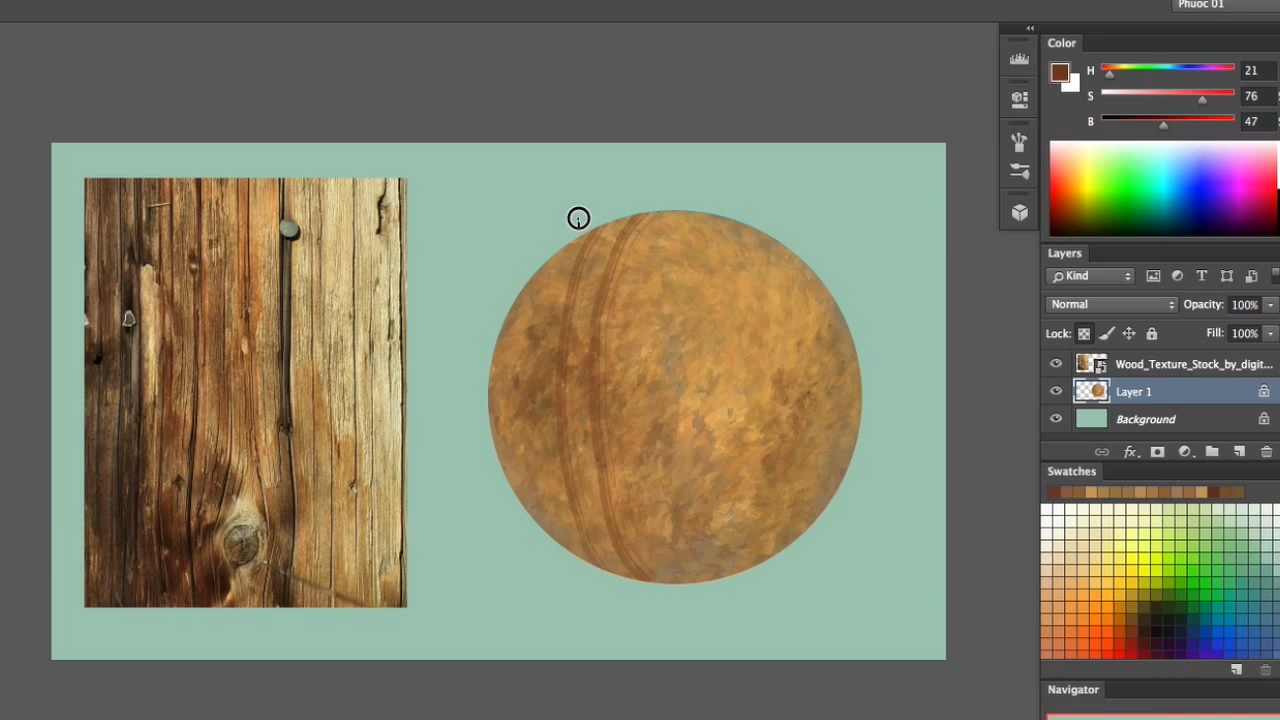 Phuoc 01
Color
H 21
S 76
B 47
Layers
Kind T
Normal Opacity: 100%
Lock: Fill: 100%
Wood_Texture_Stock_by_digit...
Layer 1
Background
fx.
Swatches
Navigator